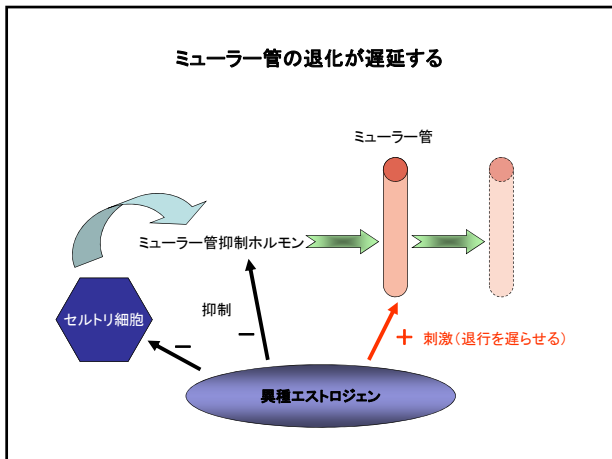 ミューラー管の退化が遅延する
ミューラー管
ミューラー管抑制ホルモン
セルトリ細胞
抑制
−
−
+ 刺激(退行を遅らせる)
異種エストロジェン